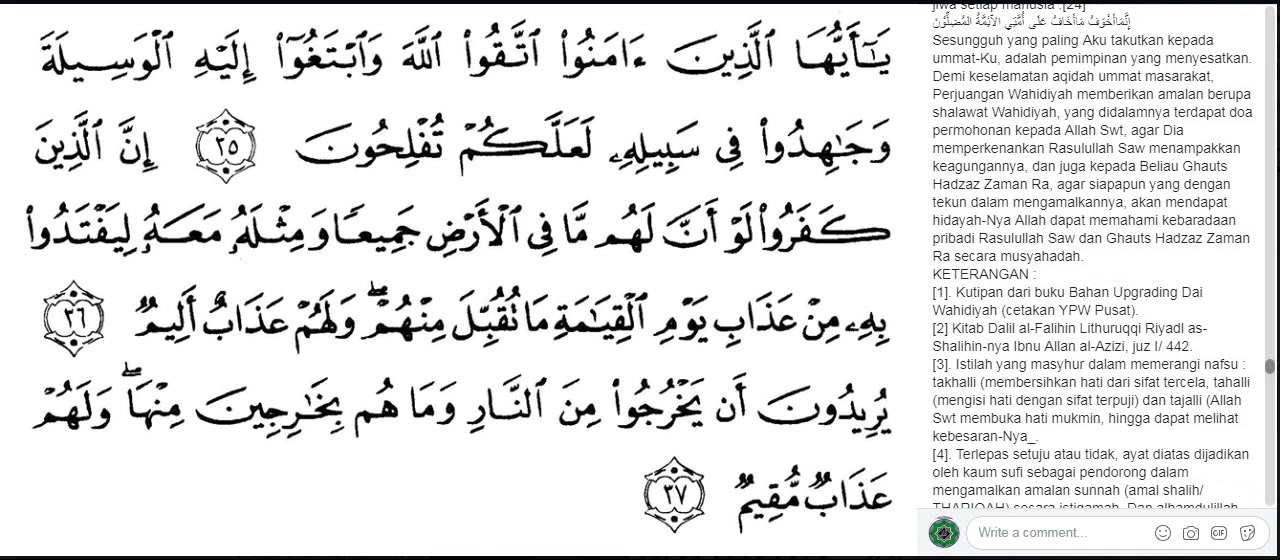 يَـٰٓأَيُّهَا ٱلَّذِينَ ءَامَنُوا۟ ٱتَّقُوا۟ ٱللَّهَ وَٱبْتَغُوٓا۟ إِلَيْهِ ٱلْوَسِيلَةَ
وَجَـٰهِدُوا۟ فِى سَبِيلِهِۦ لَعَلَّكُمْ تُفْلِحُونَ ٣٥ إِنَّ ٱلَّذِينَ
كَفَرُوا۟ لَوْ أَنَّ لَهُم مَّا فِى ٱلْأَرْضِ جَمِيعًا وَمِثْلَهُۥ مَعَهُۥ لِيَفْتَدُوا۟
بِهِۦ مِنْ عَذَابِ يَوْمِ ٱلْقِيَـٰمَةِ مَا تُقُبِّلَ مِنْهُمْ ۖ وَلَهُمْ عَذَابٌ أَلِيمٌ ٣٦
يُرِيدُونَ أَن يَخْرُجُوا۟ مِنَ ٱلنَّارِ وَمَا هُم بِخَـٰرِجِينَ مِنْهَا ۖ وَلَهُمْ
عَذَابٌ مُّقِيمٌ ٣٧
jiwa setiap manusia :[24]
إِنَّمَاأَخْوَفُ مَاأَخَافُ عَلَى أُمَّتِي الأَئِمَّةُ المُضِلُّوْنَ
Sesungguh yang paling Aku takutkan kepada
ummat-Ku, adalah pemimpinan yang menyesatkan.
Demi keselamatan aqidah ummat masarakat,
Perjuangan Wahidiyah memberikan amalan berupa
shalawat Wahidiyah, yang didalamnya terdapat doa
permohonan kepada Allah Swt, agar Dia
memperkenankan Rasulullah Saw menampakkan
keagungannya, dan juga kepada Beliau Ghauts
Hadzaz Zaman Ra, agar siapapun yang dengan
tekun dalam mengamalkannya, akan mendapat
hidayah-Nya Allah dapat memahami kebaradaan
pribadi Rasulullah Saw dan Ghauts Hadzaz Zaman
Ra secara musyahadah.
KETERANGAN :
[1]. Kutipan dari buku Bahan Upgrading Dai
Wahidiyah (cetakan YPW Pusat).
[2] Kitab Dalil al-Falihin Lithuruqqi Riyadl as-
Shalihin-nya Ibnu Allan al-Azizi, juz I/ 442.
[3]. Istilah yang masyhur dalam memerangi nafsu :
takhalli (membersihkan hati dari sifat tercela, tahalli
(mengisi hati dengan sifat terpuji) dan tajalli (Allah
Swt membuka hati mukmin, hingga dapat melihat
kebesaran-Nya_.
[4]. Terlepas setuju atau tidak, ayat diatas dijadikan
oleh kaum sufi sebagai pendorong dalam
mengamalkan amalan sunnah (amal shalih/
THARIQAH) secara istiqamah. Dan alhamdulillah
Write a comment...
GIF